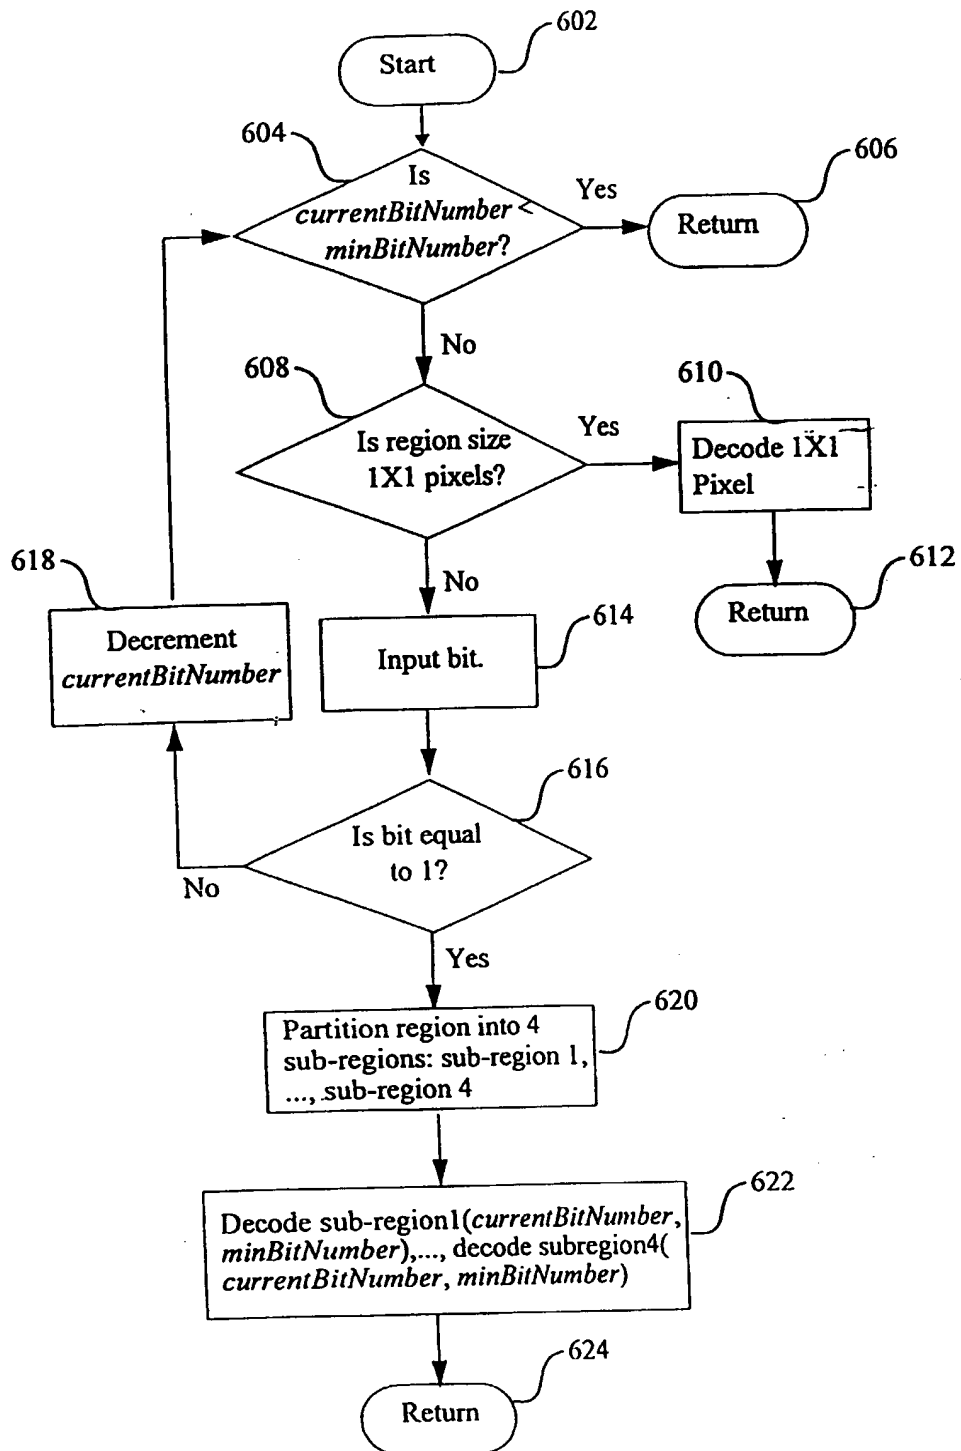 602
Start
604
Is
currentBitNumber <
minBitNumber?
Yes
606
Return
No
608
Is region size
1X1 pixels?
Yes
610
Decode 1X1
Pixel
612
Return
No
614
Input bit.
618
Decrement
currentBitNumber
616
Is bit equal
to 1?
No
Yes
620
Partition region into 4
sub-regions: sub-region 1,
..., sub-region 4
622
Decode sub-region1(currentBitNumber,
minBitNumber),..., decode subregion4(
currentBitNumber, minBitNumber)
624
Return